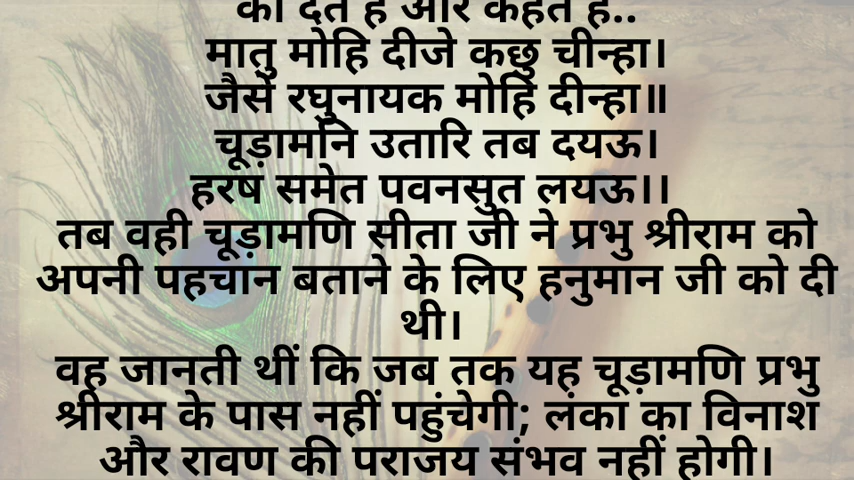 को देते हैं और कहते हैं..
मातु मोहि दीजे कछु चीन्हा।
जैसें रघुनायक मोहि दीन्हा॥
चूड़ामनि उतारि तब दयऊ।
हरष समेत पवनसुत लयऊ।।
तब वही चूड़ामणि सीता जी ने प्रभु श्रीराम को
अपनी पहचान बताने के लिए हनुमान जी को दी
थी।
वह जानती थीं कि जब तक यह चूड़ामणि प्रभु
श्रीराम के पास नहीं पहुंचेगी; लंका का विनाश
और रावण की पराजय संभव नहीं होगी।